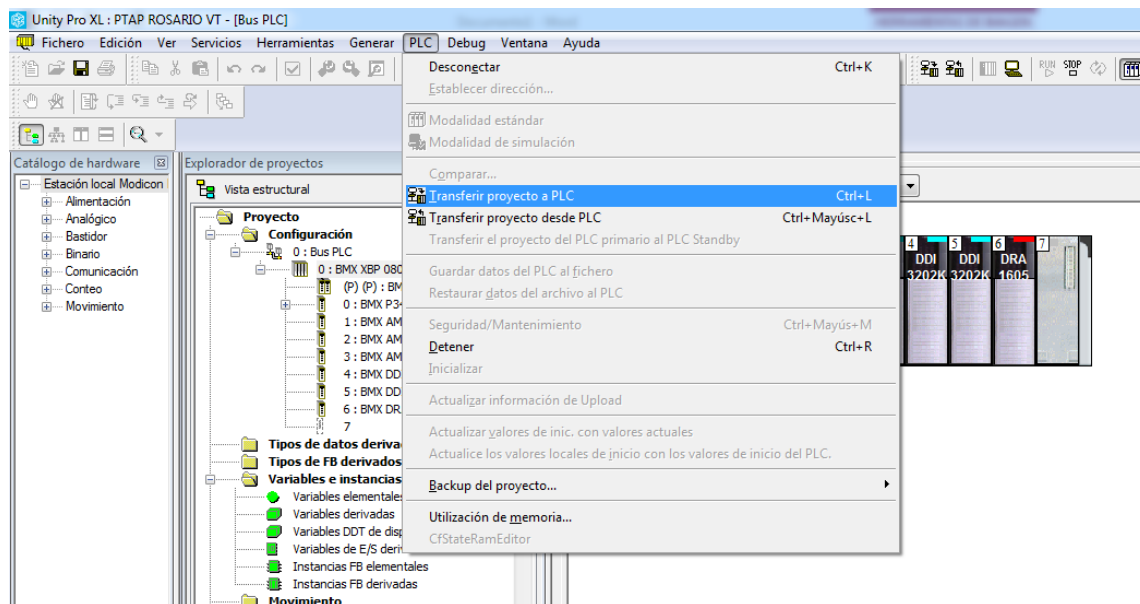 Unity Pro XL : PTAP ROSARIO VT - [Bus PLC]
Fichero Edición Ver Servicios Herramientas Generar PLC Debug Ventana Ayuda
RUN STOP
Catálogo de hardware
Estación local Modicon
Alimentación
Analógico
Bastidor
Binario
Comunicación
Conteo
Movimiento
Explorador de proyectos
Vista estructural
Proyecto
Configuración
0 : Bus PLC
0 : BMX XBP 080
(P) (P) : BM
0 : BMX P34
1 : BMX AM
2 : BMX AM
3 : BMX AM
4 : BMX DD
5 : BMX DD
6 : BMX DR
7
Tipos de datos deriva
Tipos de FB derivados
Variables e instancias
Variables elementales
Variables derivadas
Variables DDT de disp
Variables de E/S deri
Instancias FB elementales
Instancias FB derivadas
Movimiento
Desconectar Ctrl+K
Establecer dirección...
Modalidad estándar
Modalidad de simulación
Comparar...
Transferir proyecto a PLC Ctrl+L
Transferir proyecto desde PLC Ctrl+Mayúsc+L
Transferir el proyecto del PLC primario al PLC Standby
Guardar datos del PLC al fichero
Restaurar datos del archivo al PLC
Seguridad/Mantenimiento Ctrl+Mayús+M
Detener Ctrl+R
Inicializar
Actualizar información de Upload
Actualizar valores de inic. con valores actuales
Actualice los valores locales de inicio con los valores de inicio del PLC.
Backup del proyecto...
Utilización de memoria...
CfStateRamEditor
4 5 6 7
DDI DDI DRA
3202K 3202K 1605